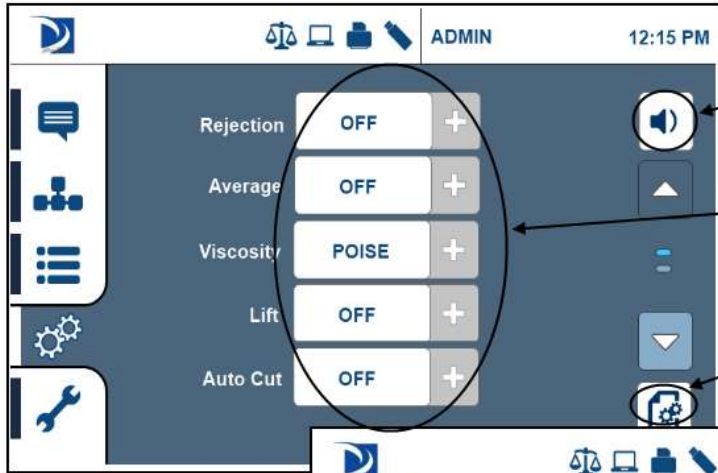 ADMIN 12:15 PM
Rejection OFF
Average OFF
Viscosity POISE
Lift OFF
Auto Cut OFF